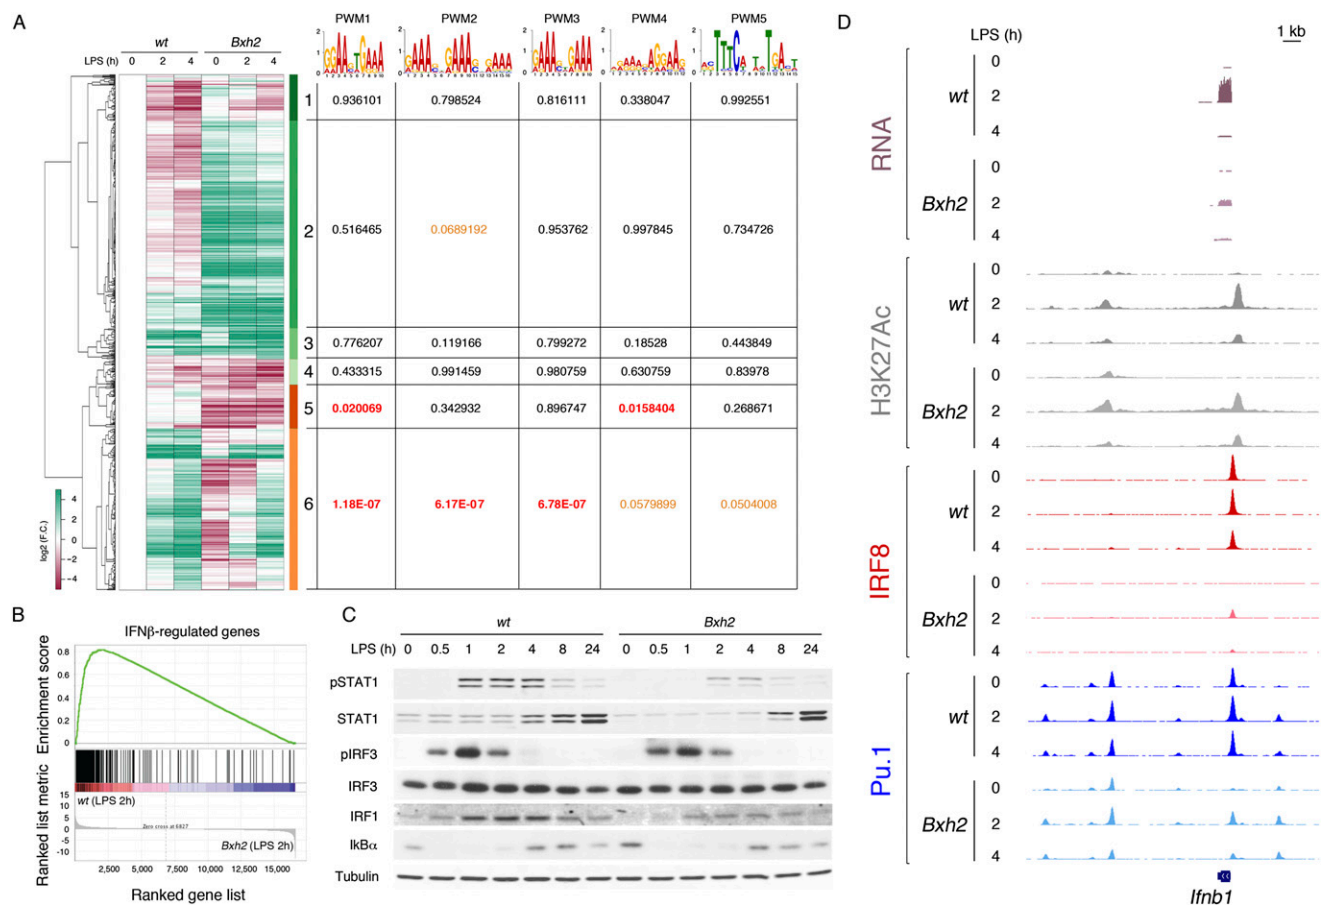 A
wt
Bxh2
LPS (h)
0 2 4 0 2 4
PWM1 PWM2 PWM3 PWM4 PWM5
1 0.936101 0.798524 0.816111 0.338047 0.992551
2 0.516465 0.0689192 0.953762 0.997845 0.734726
3 0.776207 0.119166 0.799272 0.18528 0.443849
4 0.433315 0.991459 0.980759 0.630759 0.83978
5 0.020069 0.342932 0.896747 0.0158404 0.268671
6 1.18E-07 6.17E-07 6.78E-07 0.0579899 0.0504008
log2 (F.C.)
4
2
0
-2
-4
B
IFNβ-regulated genes
Enrichment score
0.8
0.6
0.4
0.2
0
Ranked list metric
15
10
5
0
-5
-10
wt (LPS 2h)
Zero cross at 6827
Bxh2 (LPS 2h)
2,500 5,000 7,500 10,000 12,500 15,000
Ranked gene list
C
wt Bxh2
LPS (h) 0 0.5 1 2 4 8 24 0 0.5 1 2 4 8 24
pSTAT1
STAT1
pIRF3
IRF3
IRF1
IkBα
Tubulin
D
LPS (h)
1 kb
RNA
wt
0
2
4
Bxh2
0
2
4
H3K27Ac
wt
0
2
4
Bxh2
0
2
4
IRF8
wt
0
2
4
Bxh2
0
2
4
Pu.1
wt
0
2
4
Bxh2
0
2
4
Ifnb1